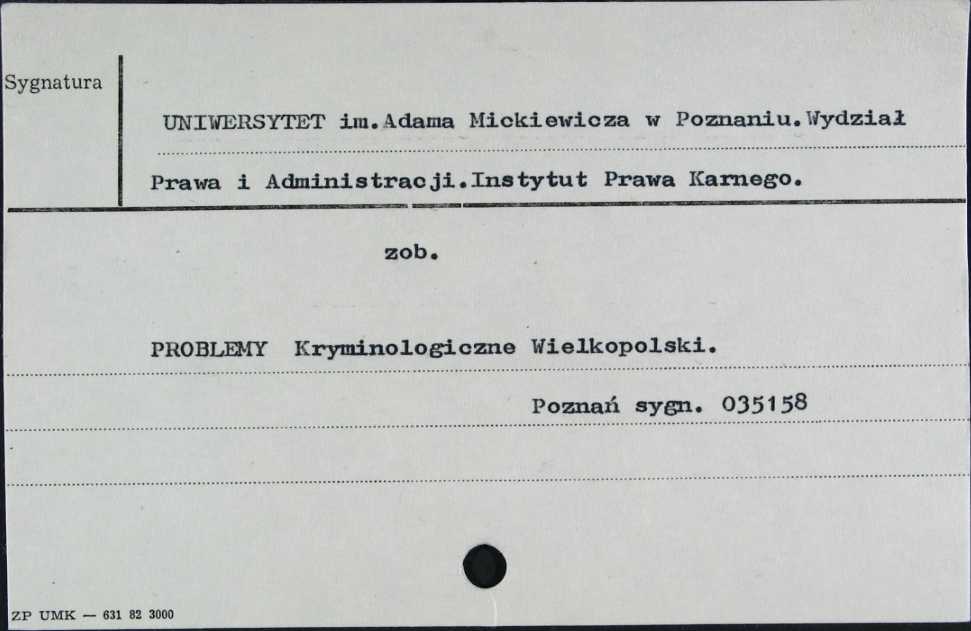 Sygnatura
UNIWERSYTET im.Adama Mickiewicza w Poznaniu.Wydział
Prawa i Administracji.Instytut Prawa Karnego.
zob.
PROBLEMY Kryminologiczne Wielkopolski.
Poznań sygn. 035158
ZP UMK — 631 82 3000